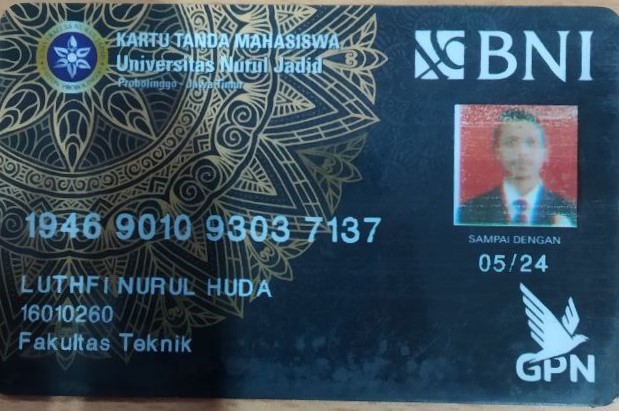 KARTU TANDA MAHASISWA
Universitas Nurul Jadid
Probolinggo - Jawa Timur
BNI
1946 9010 9303 7137
SAMPAI DENGAN
05/24
LUTHFI NURUL HUDA
16010260
Fakultas Teknik
GPN